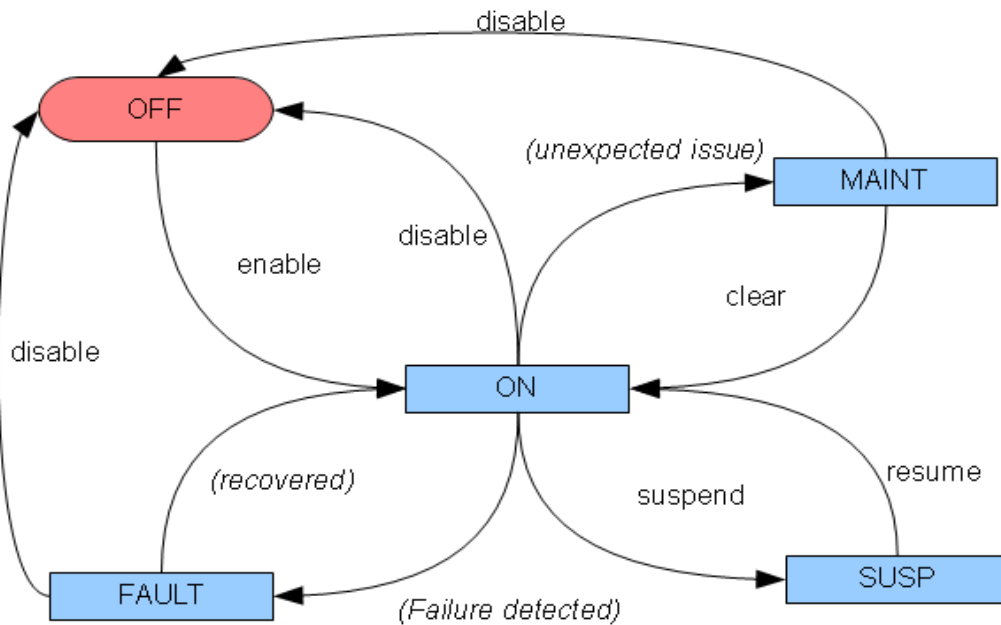 disable
OFF
(unexpected issue)
MAINT
disable
enable
clear
disable
ON
(recovered)
resume
suspend
FAULT
SUSP
(Failure detected)